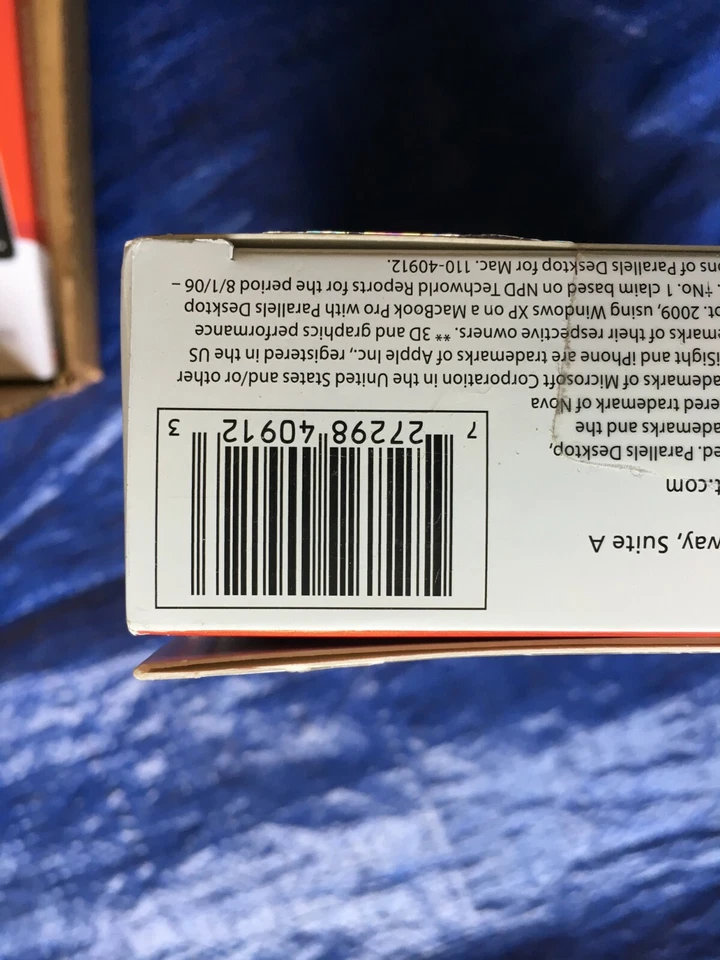 way, Suite A
t.com
ed. Parallels Desktop,
ademarks and the
ered trademark of Nova
ademarks of Microsoft Corporation in the United States and/or other
iSight and iPhone are trademarks of Apple Inc., registered in the US
emarks of their respective owners. ** 3D and graphics performance
pt. 2009, using Windows XP on a MacBook Pro with Parallels Desktop
. †No. 1 claim based on NPD Techworld Reports for the period 8/1/06 –
ons of Parallels Desktop for Mac. 110-40912.
7 27298 40912 3